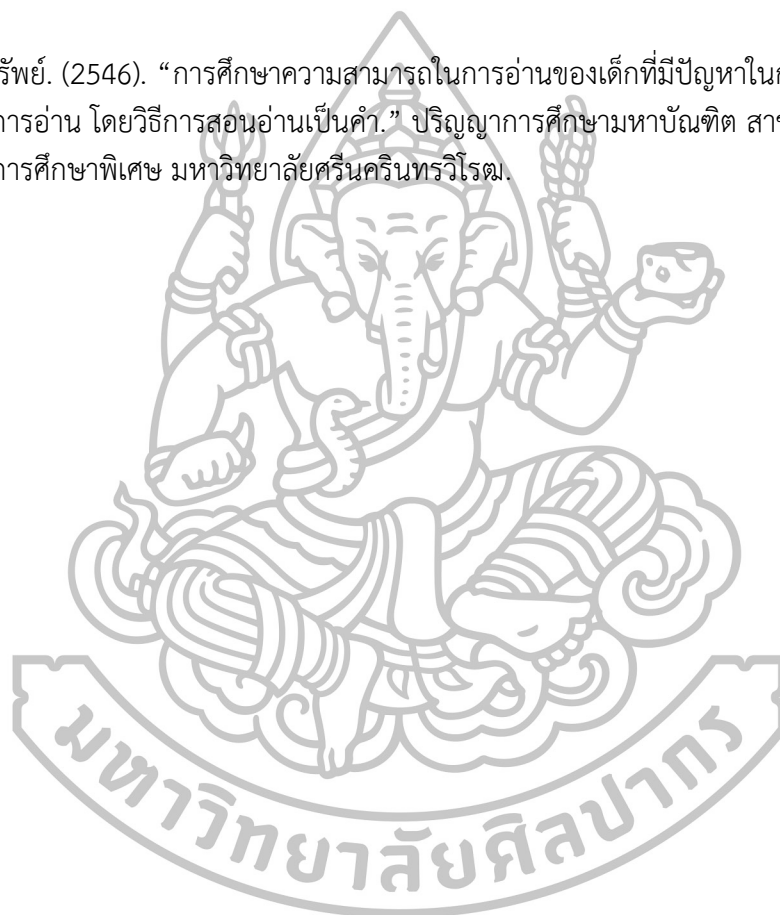 รัพย์. (2546). “การศึกษาความสามารถในการอ่านของเด็กที่มีปัญหาในก
การอ่าน โดยวิธีการสอนอ่านเป็นคำ.” ปริญญาการศึกษามหาบัณฑิต สาข
การศึกษาพิเศษ มหาวิทยาลัยศรีนครินทรวิโรฒ.
มหาวิทยาลัยศิลปากร